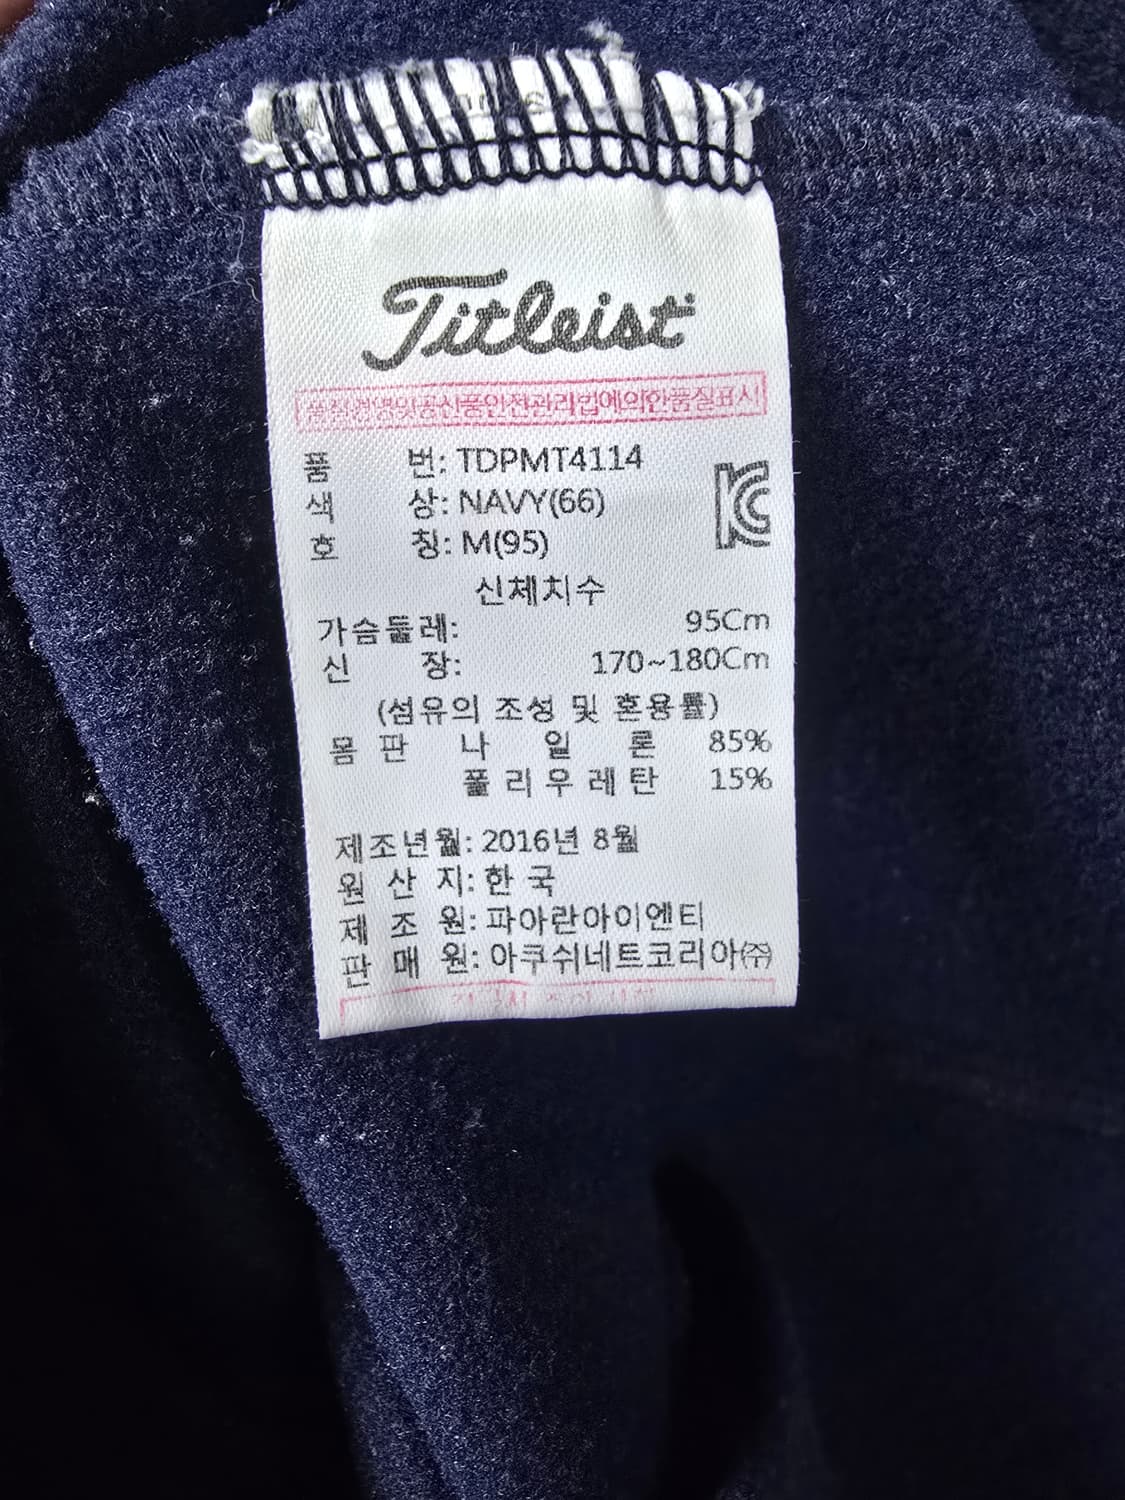 Titleist
품질경영및공산품안전관리법에의한품질표시
품 번: TDPMT4114
색 상: NAVY(66)
호 칭: M(95)
KC
신체치수
가슴둘레: 95Cm
신 장: 170~180Cm
(섬유의 조성 및 혼용률)
몸 판 나 일 론 85%
폴 리 우 레 탄 15%
제조년월: 2016년 8월
원 산 지: 한 국
제 조 원: 파아란아이엔티
판 매 원: 아쿠쉬네트코리아㈜